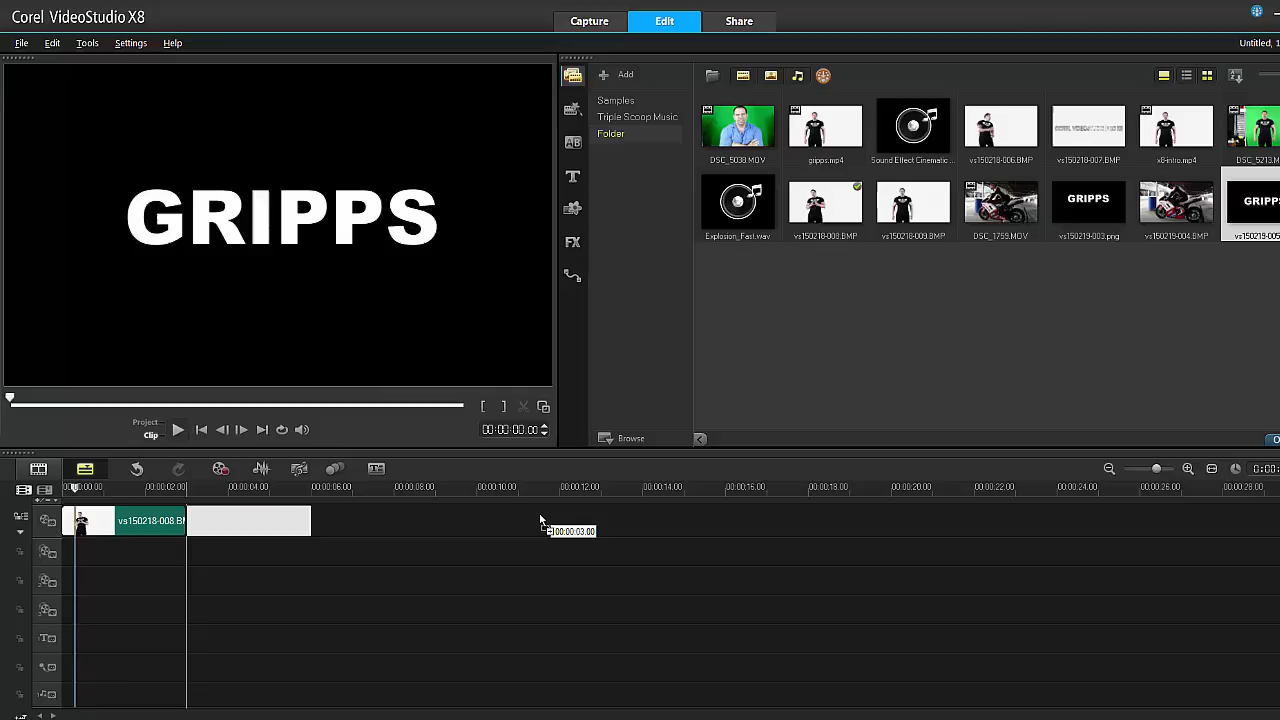 Corel VideoStudio X8
Capture
Edit
Share
File
Edit
Tools
Settings
Help
Untitled, 1
GRIPPS
Add
Samples
Triple Scoop Music
Folder
DSC_5038.MOV
gripps.mp4
Sound Effect Cinematic ...
vs150218-006.BMP
vs150218-007.BMP
x8-intro.mp4
DSC_5213.M
Explosion_Fast.wav
vs150218-008.BMP
vs150218-009.BMP
DSC_1759.MOV
GRIPPS
vs150219-003.png
vs150219-004.BMP
GRIPPS
vs150219-005
Project
Clip
00:00:00.00
Browse
00:00:00.00
00:00:02.00
00:00:04.00
00:00:06.00
00:00:08.00
00:00:10.00
00:00:12.00
00:00:14.00
00:00:16.00
00:00:18.00
00:00:20.00
00:00:22.00
00:00:24.00
00:00:26.00
00:00:28.00
0:00:
vs150218-008.BM
00:00:03.00